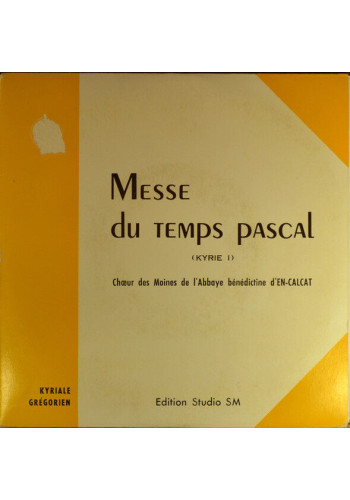 MESSE
du TEMPS PASCAL
(KYRIE I)
Chœur des Moines de l'Abbaye bénédictine d'EN-CALCAT
KYRIALE
GRÉGORIEN
Edition Studio SM